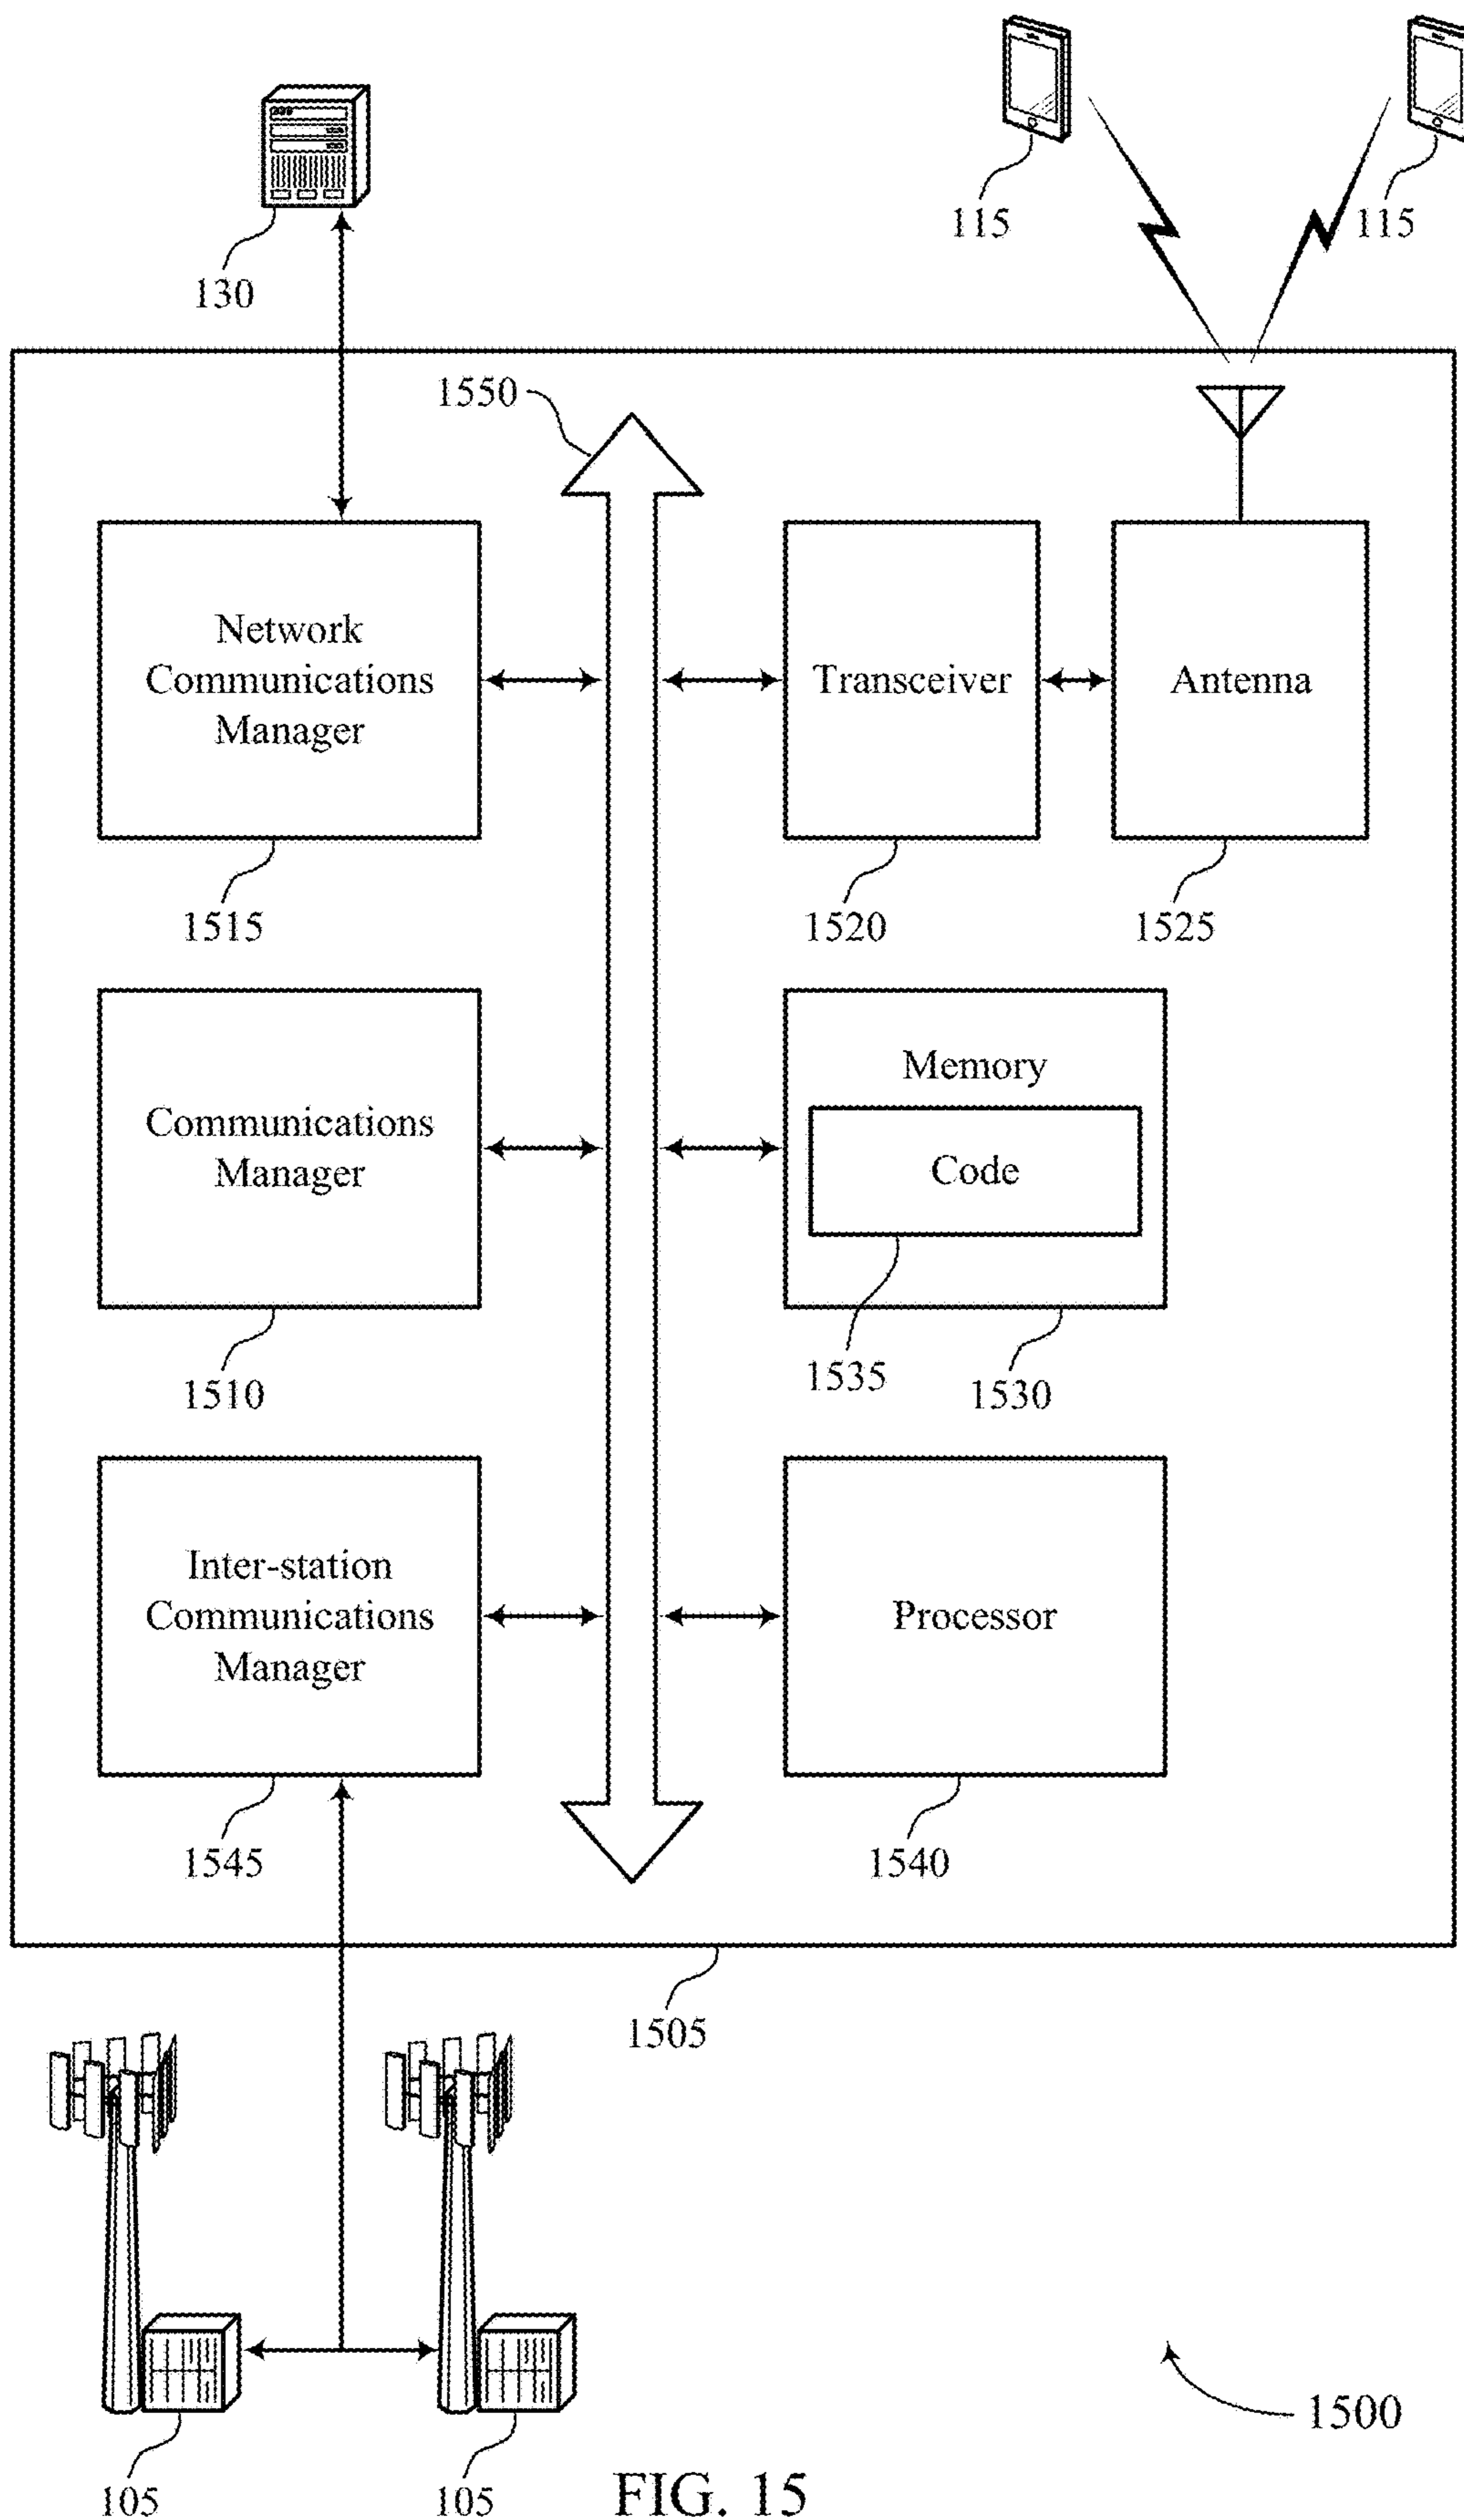 115
115
130
1550
Network
Communications
Manager
Transceiver
Antenna
1515
1520
1525
Communications
Manager
Memory
Code
1510
1535
1530
Inter-station
Communications
Manager
Processor
1545
1540
1505
1500
105
105
FIG. 15